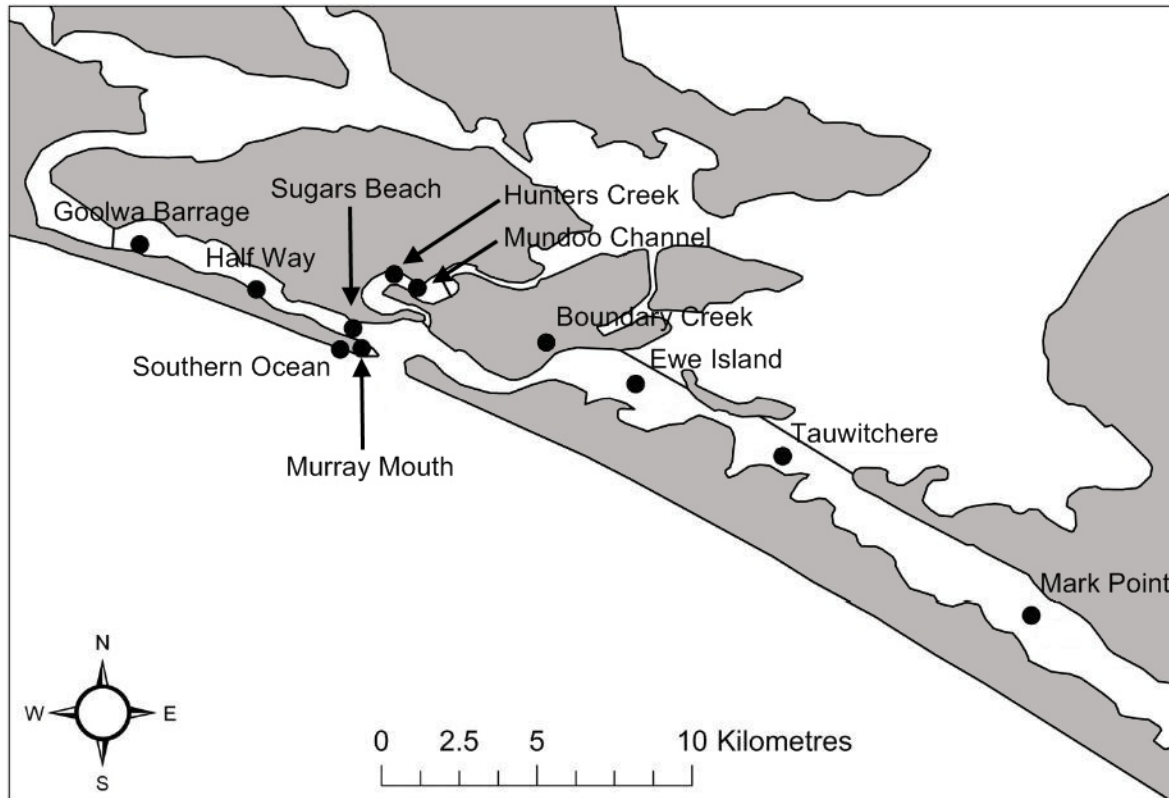 Sugars Beach
Hunters Creek
Goolwa Barrage
Mundoo Channel
Half Way
Boundary Creek
Southern Ocean
Ewe Island
Tauwitchere
Murray Mouth
Mark Point
N
W
E
S
0 2.5 5 10 Kilometres